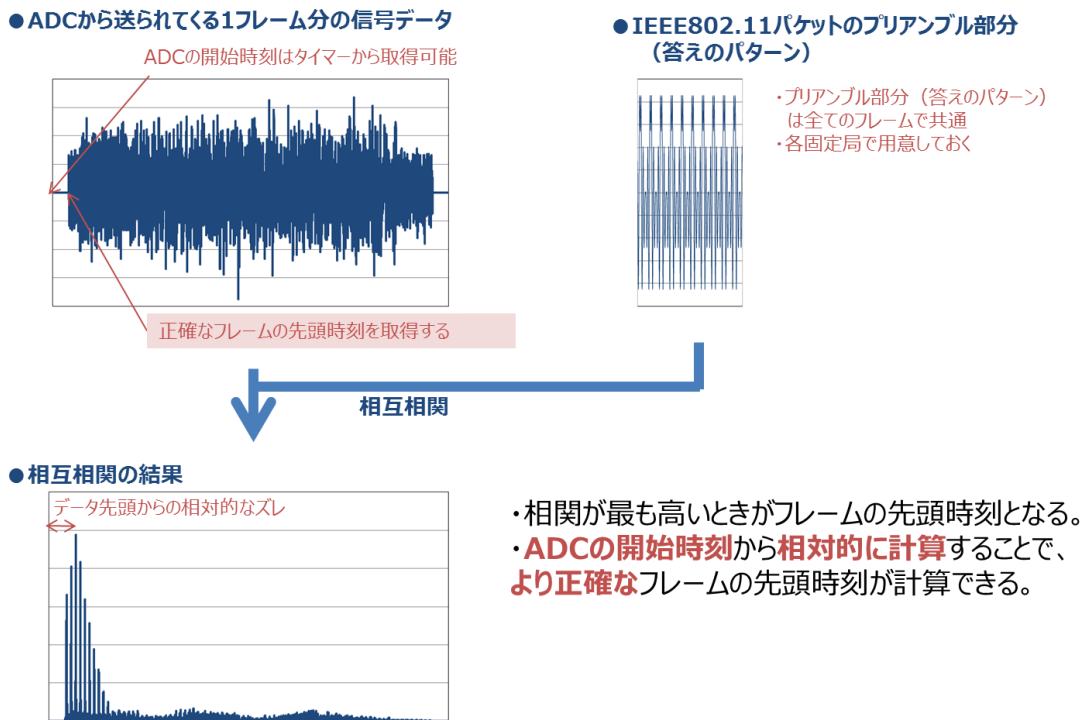 ●ADCから送られてくる1フレーム分の信号データ
ADCの開始時刻はタイマーから取得可能
正確なフレームの先頭時刻を取得する
●IEEE802.11パケットのプリアンブル部分
（答えのパターン）
・プリアンブル部分（答えのパターン）
は全てのフレームで共通
・各固定局で用意しておく
相互相関
●相互相関の結果
データ先頭からの相対的なズレ
・相関が最も高いときがフレームの先頭時刻となる。
・ADCの開始時刻から相対的に計算することで、
より正確なフレームの先頭時刻が計算できる。